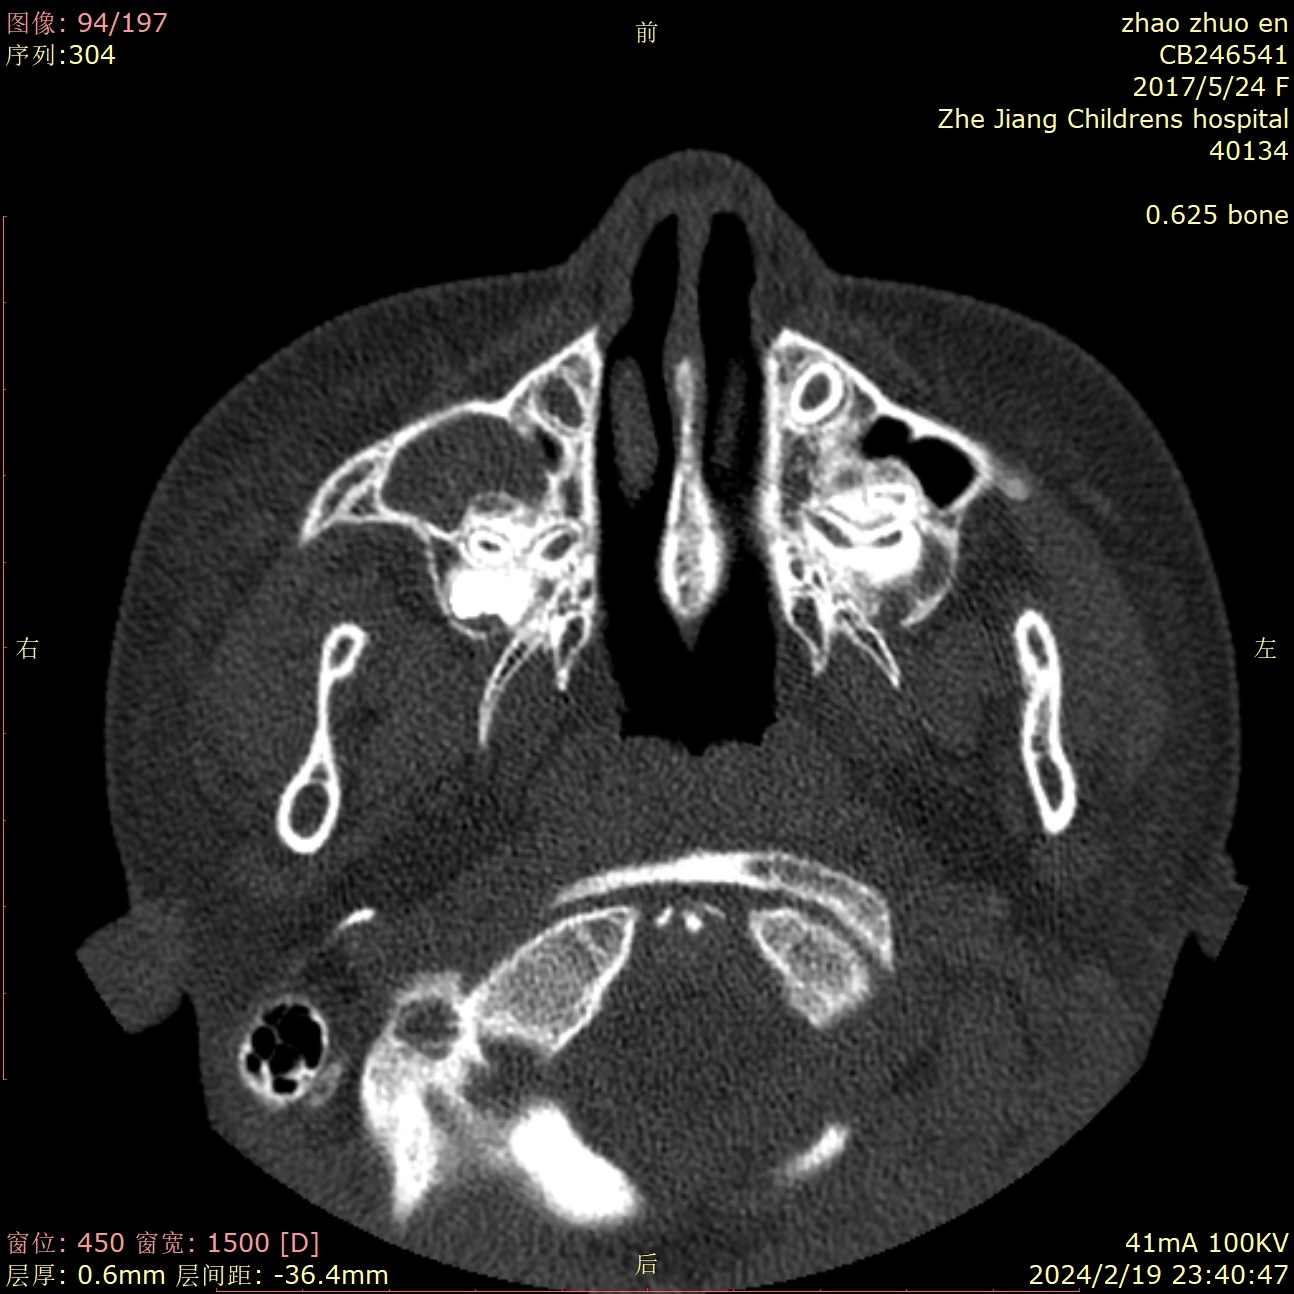 图像: 94/197
序列:304
前
zhao zhuo en
CB246541
2017/5/24 F
Zhe Jiang Childrens hospital
40134
0.625 bone
右
左
窗位: 450 窗宽: 1500 [D]
层厚: 0.6mm 层间距: -36.4mm
后
41mA 100KV
2024/2/19 23:40:47